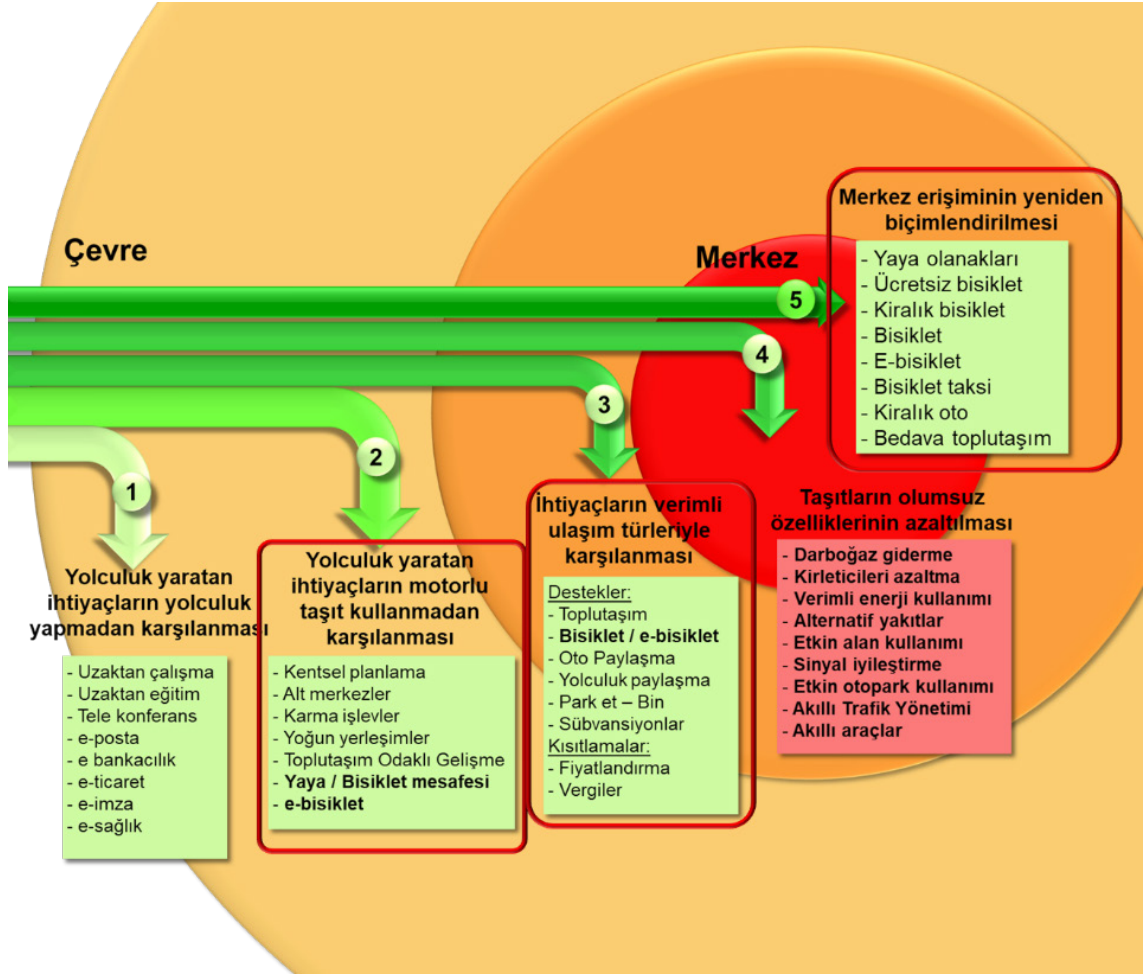 Çevre
Merkez
1
Yolculuk yaratan
ihtiyaçların yolculuk
yapmadan karşılanması
- Uzaktan çalışma
- Uzaktan eğitim
- Tele konferans
- e-posta
- e bankacılık
- e-ticaret
- e-imza
- e-sağlık
2
Yolculuk yaratan
ihtiyaçların motorlu
taşıt kullanmadan
karşılanması
- Kentsel planlama
- Alt merkezler
- Karma işlevler
- Yoğun yerleşimler
- Toplutaşım Odaklı Gelişme
- Yaya / Bisiklet mesafesi
- e-bisiklet
3
İhtiyaçların verimli
ulaşım türleriyle
karşılanması
Destekler:
- Toplutaşım
- Bisiklet / e-bisiklet
- Oto Paylaşma
- Yolculuk paylaşma
- Park et – Bin
- Sübvansiyonlar
Kısıtlamalar:
- Fiyatlandırma
- Vergiler
4
Taşıtların olumsuz
özelliklerinin azaltılması
- Darboğaz giderme
- Kirleticileri azaltma
- Verimli enerji kullanımı
- Alternatif yakıtlar
- Etkin alan kullanımı
- Sinyal iyileştirme
- Etkin otopark kullanımı
- Akıllı Trafik Yönetimi
- Akıllı araçlar
5
Merkez erişiminin yeniden
biçimlendirilmesi
- Yaya olanakları
- Ücretsiz bisiklet
- Kiralık bisiklet
- Bisiklet
- E-bisiklet
- Bisiklet taksi
- Kiralık oto
- Bedava toplutaşım